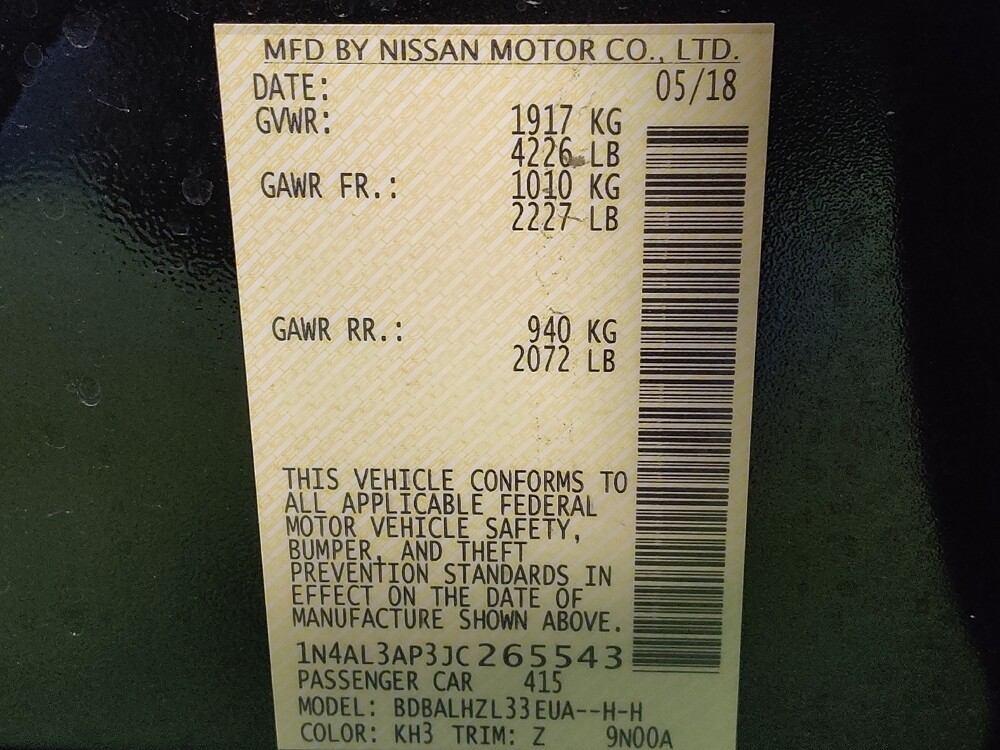 MFD BY NISSAN MOTOR CO., LTD.
DATE: 05/18
GVWR: 1917 KG
4226 LB
GAWR FR.: 1010 KG
2227 LB
GAWR RR.: 940 KG
2072 LB
THIS VEHICLE CONFORMS TO
ALL APPLICABLE FEDERAL
MOTOR VEHICLE SAFETY,
BUMPER, AND THEFT
PREVENTION STANDARDS IN
EFFECT ON THE DATE OF
MANUFACTURE SHOWN ABOVE.
1N4AL3AP3JC265543
PASSENGER CAR 415
MODEL: BDBALHZL33EUA--H-H
COLOR: KH3 TRIM: Z 9N00A